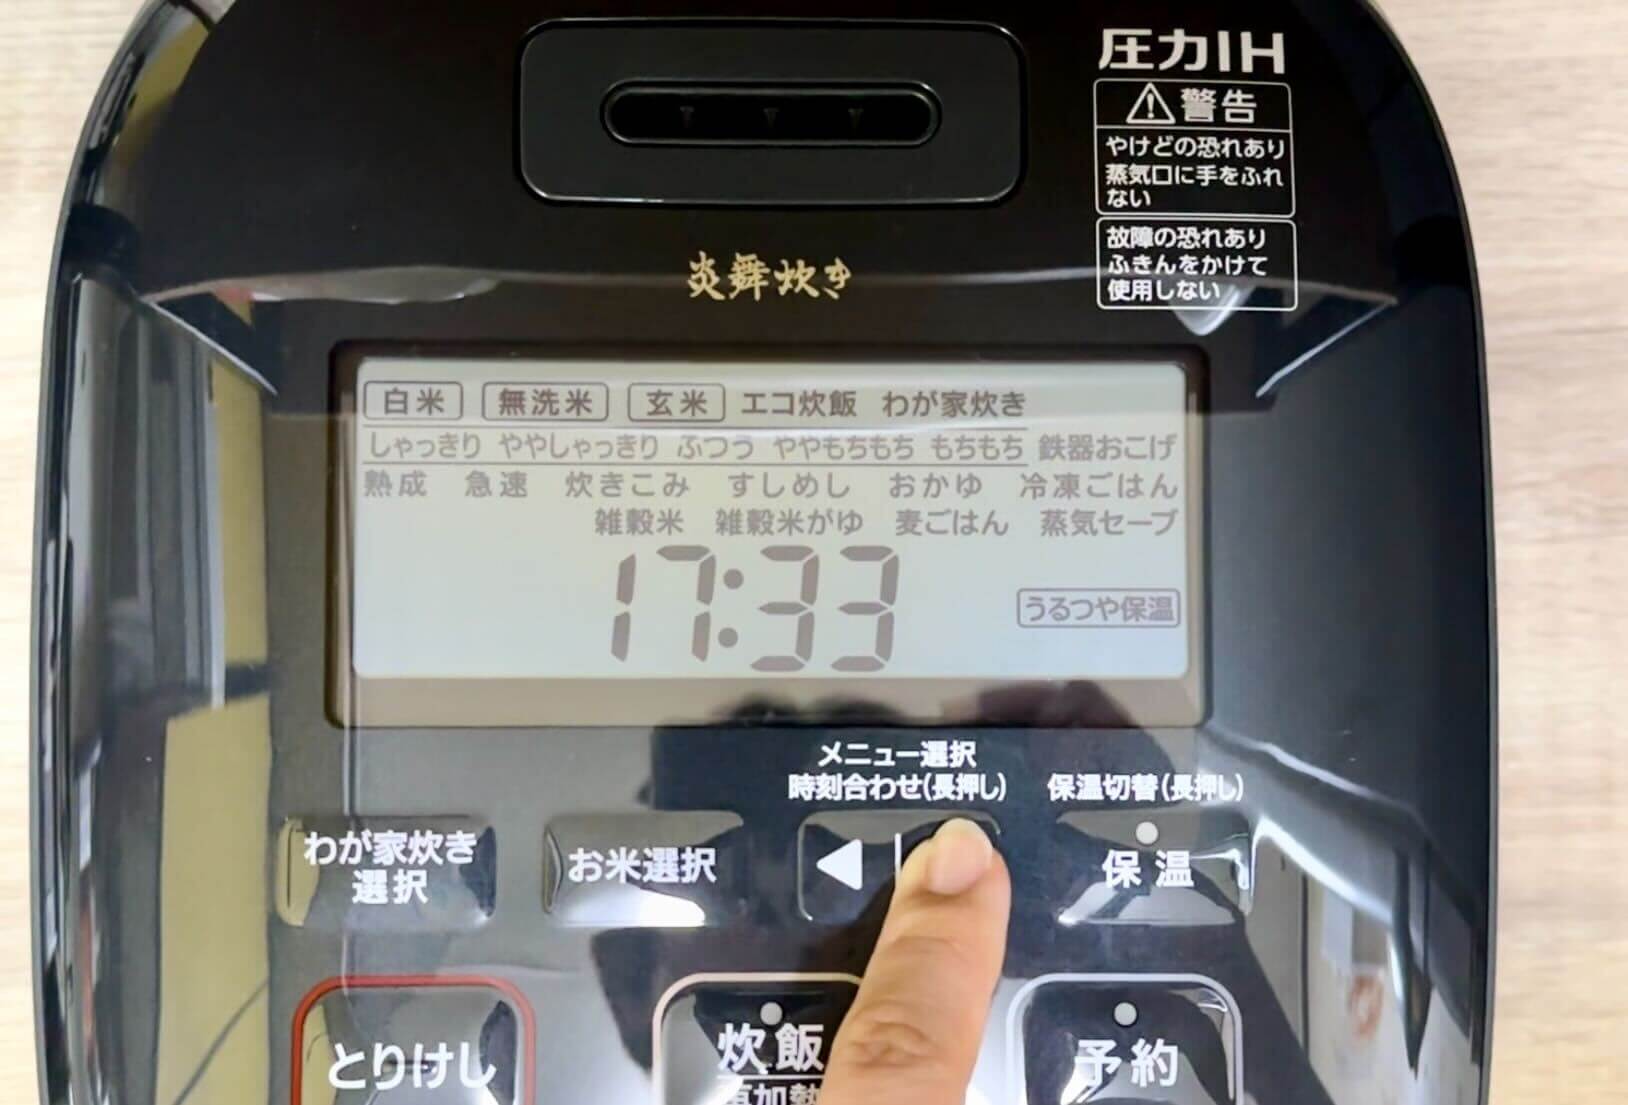 圧力IH
警告
やけどの恐れあり
蒸気口に手をふれ
ない
故障の恐れあり
ふきんをかけて
使用しない
炎舞炊き
白米 無洗米 玄米 エコ炊飯 わが家炊き
しゃっきり ややしゃっきり ふつう ややもちもち もちもち 鉄器おこげ
熟成 急速 炊きこみ すしめし おかゆ 冷凍ごはん
雑穀米 雑穀米がゆ 麦ごはん 蒸気セーブ
17:33
うるつや保温
メニュー選択
時刻合わせ(長押し) 保温切替(長押し)
わが家炊き
選択
お米選択
保温
とりけし
炊飯
再加熱
予約